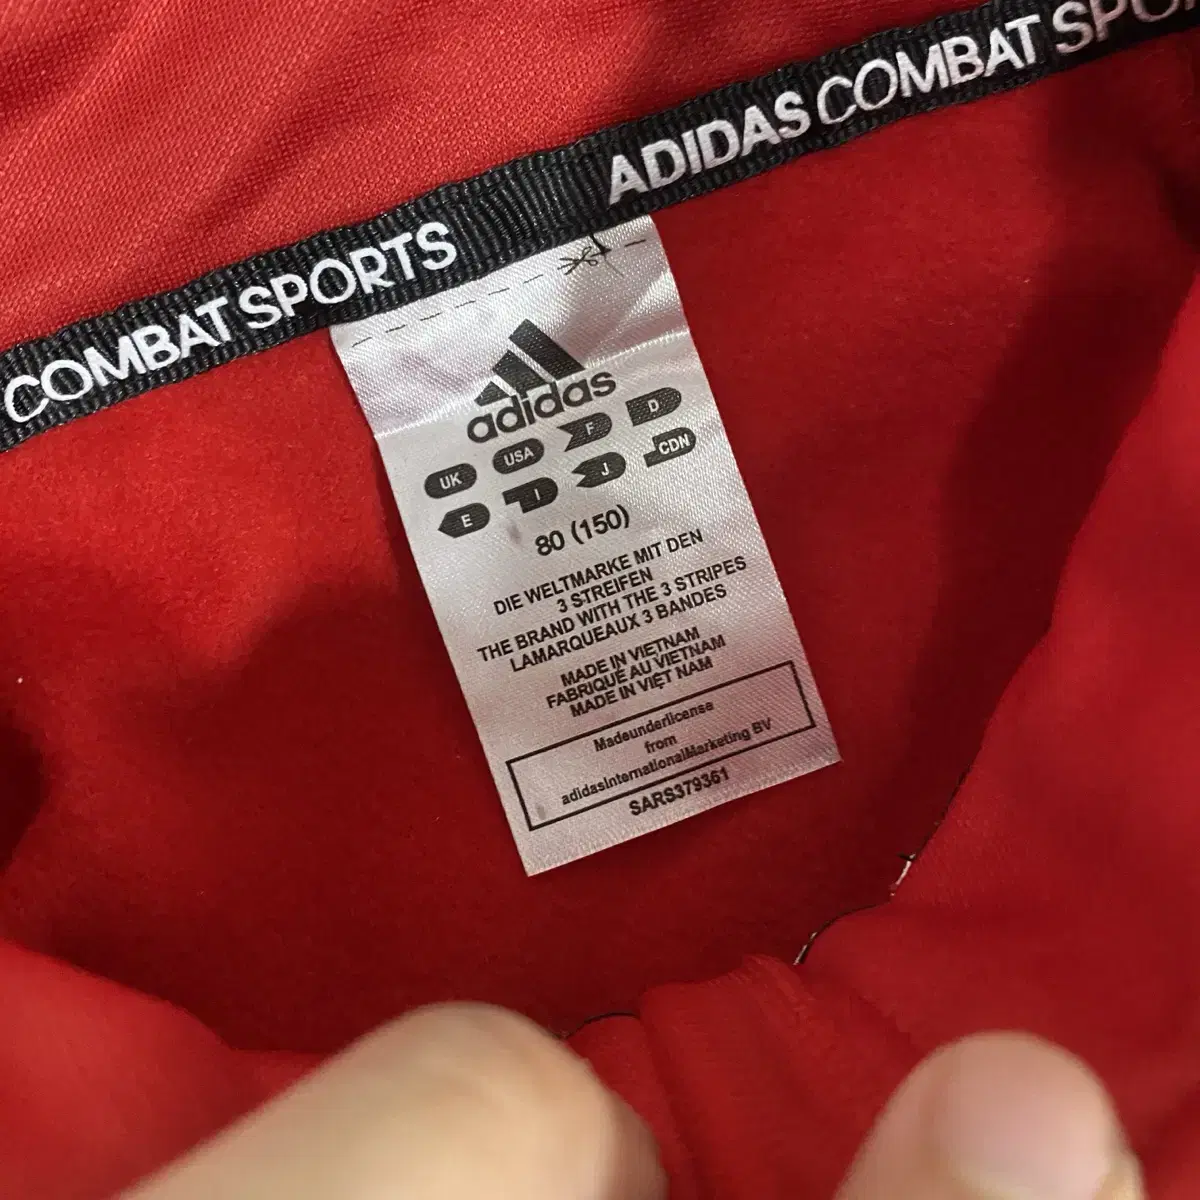 COMBAT SPORTS ADIDAS COMBAT SPO
adidas
UK USA F D
E I J CDN
80 (150)
DIE WELTMARKE MIT DEN
3 STREIFEN
THE BRAND WITH THE 3 STRIPES
LAMARQUEAUX 3 BANDES
MADE IN VIETNAM
FABRIQUÉ AU VIETNAM
MADE IN VIỆT NAM
Madeunderlicense
from
adidasInternationalMarketing BV
SARS379361